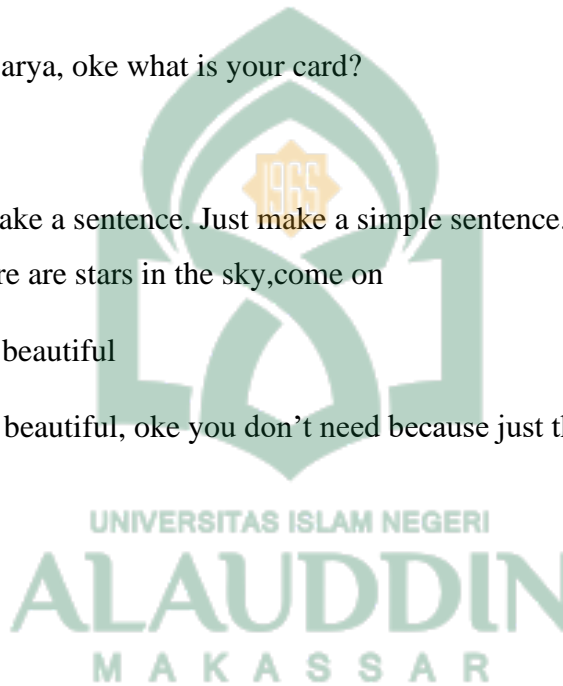 arya, oke what is your card?
1965
ake a sentence. Just make a simple sentence.
re are stars in the sky,come on
beautiful
beautiful, oke you don’t need because just th
UNIVERSITAS ISLAM NEGERI
ALAUDDIN
MAKASSAR